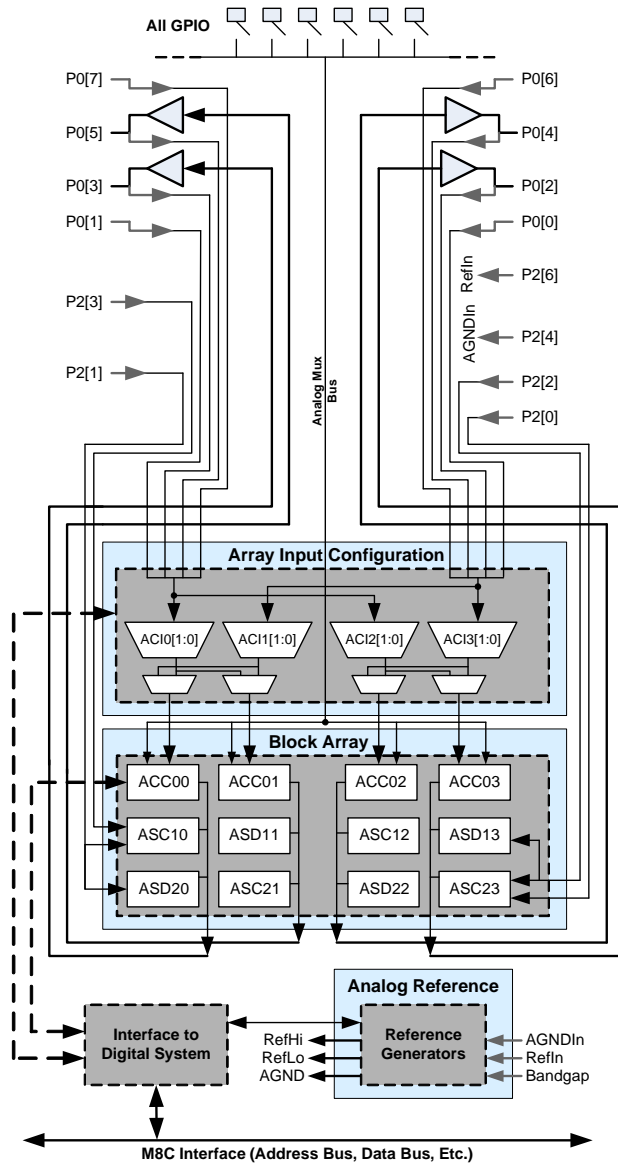 All GPIO
P0[7]
P0[6]
P0[5]
P0[4]
P0[3]
P0[2]
P0[1]
P0[0]
P2[6]
RefIn
P2[3]
P2[4]
AGNDIn
P2[1]
P2[2]
P2[0]
Analog Mux
Bus
Array Input Configuration
ACI0[1:0]
ACI1[1:0]
ACI2[1:0]
ACI3[1:0]
Block Array
ACC00
ACC01
ACC02
ACC03
ASC10
ASD11
ASC12
ASD13
ASD20
ASC21
ASD22
ASC23
Analog Reference
Interface to
Digital System
RefHi
RefLo
AGND
Reference
Generators
AGNDIn
RefIn
Bandgap
M8C Interface (Address Bus, Data Bus, Etc.)